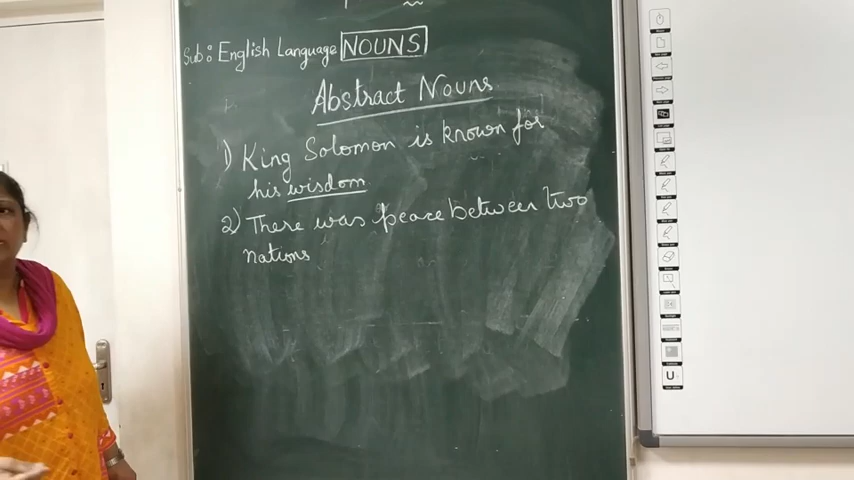 Sub: English Language NOUNS
Abstract Nouns
1) King Solomon is known for
his wisdom.
2) There was peace between two
nations